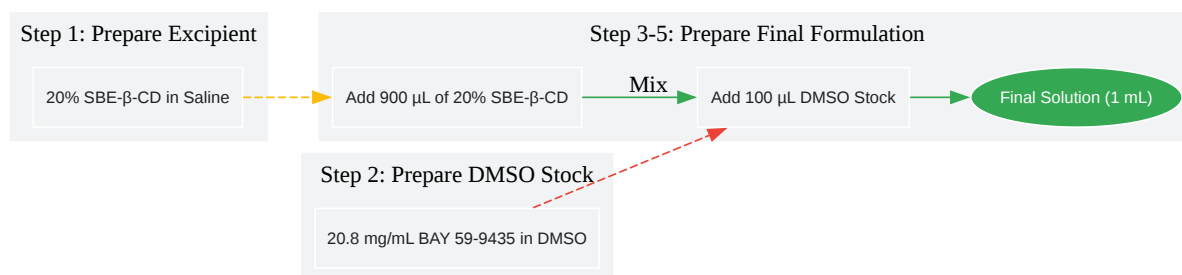 Step 1: Prepare Excipient
20% SBE-β-CD in Saline
Step 3-5: Prepare Final Formulation
Add 900 µL of 20% SBE-β-CD
Mix
Add 100 µL DMSO Stock
Final Solution (1 mL)
Step 2: Prepare DMSO Stock
20.8 mg/mL BAY 59-9435 in DMSO